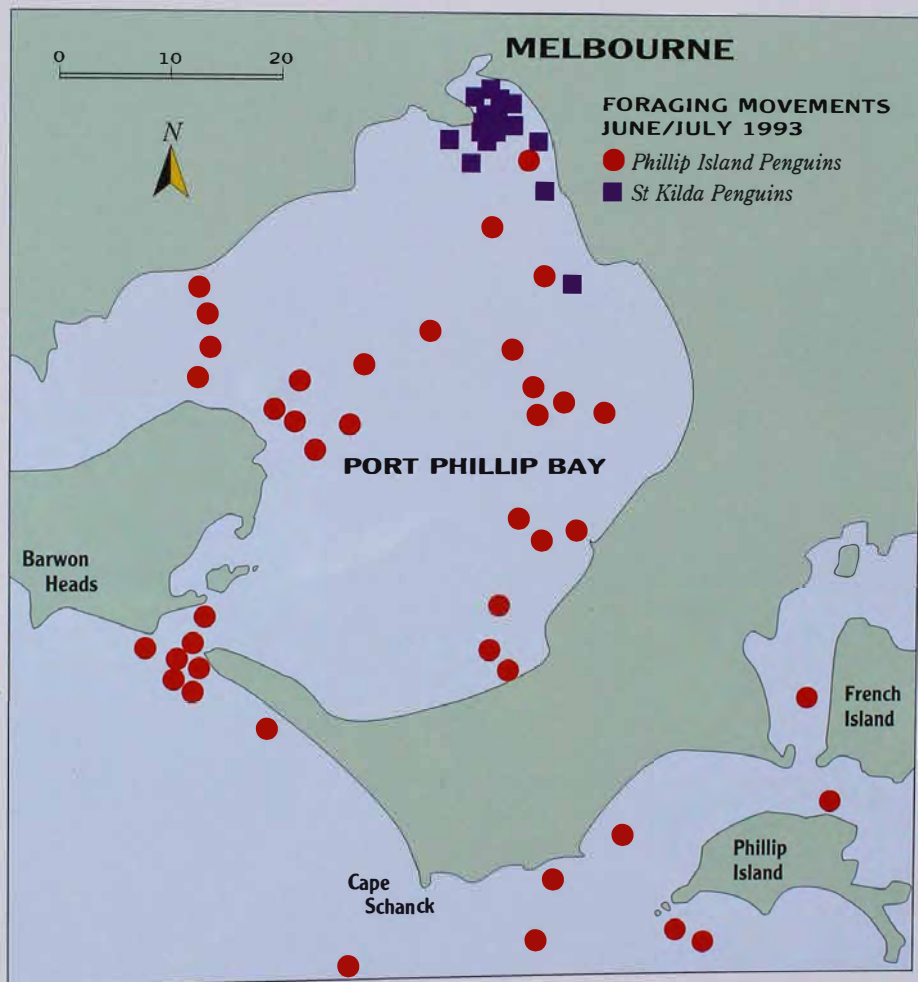 MELBOURNE
0 10 20
FORAGING MOVEMENTS
JUNE/JULY 1993
N
Phillip Island Penguins
St Kilda Penguins
PORT PHILLIP BAY
Barwon
Heads
French
Island
Phillip
Island
Cape
Schanck